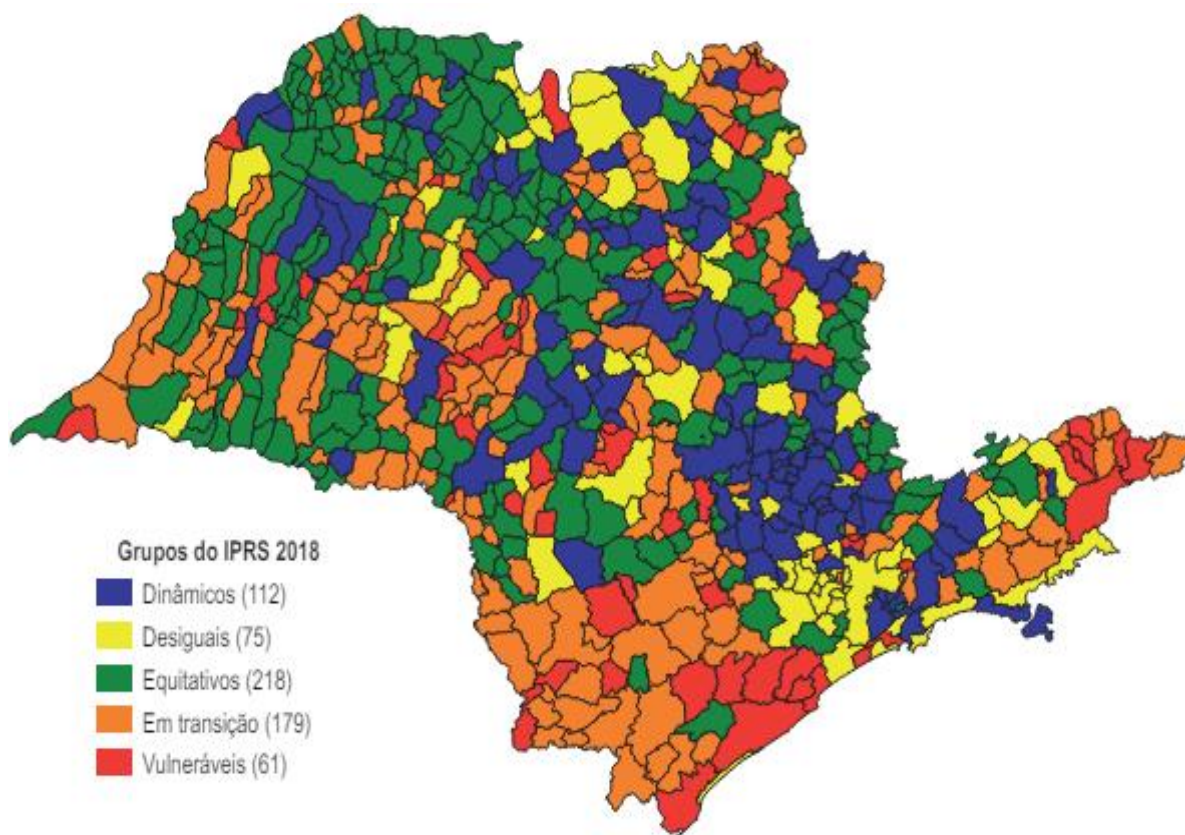 Grupos do IPRS 2018
Dinâmicos (112)
Desiguais (75)
Equitativos (218)
Em transição (179)
Vulneráveis (61)